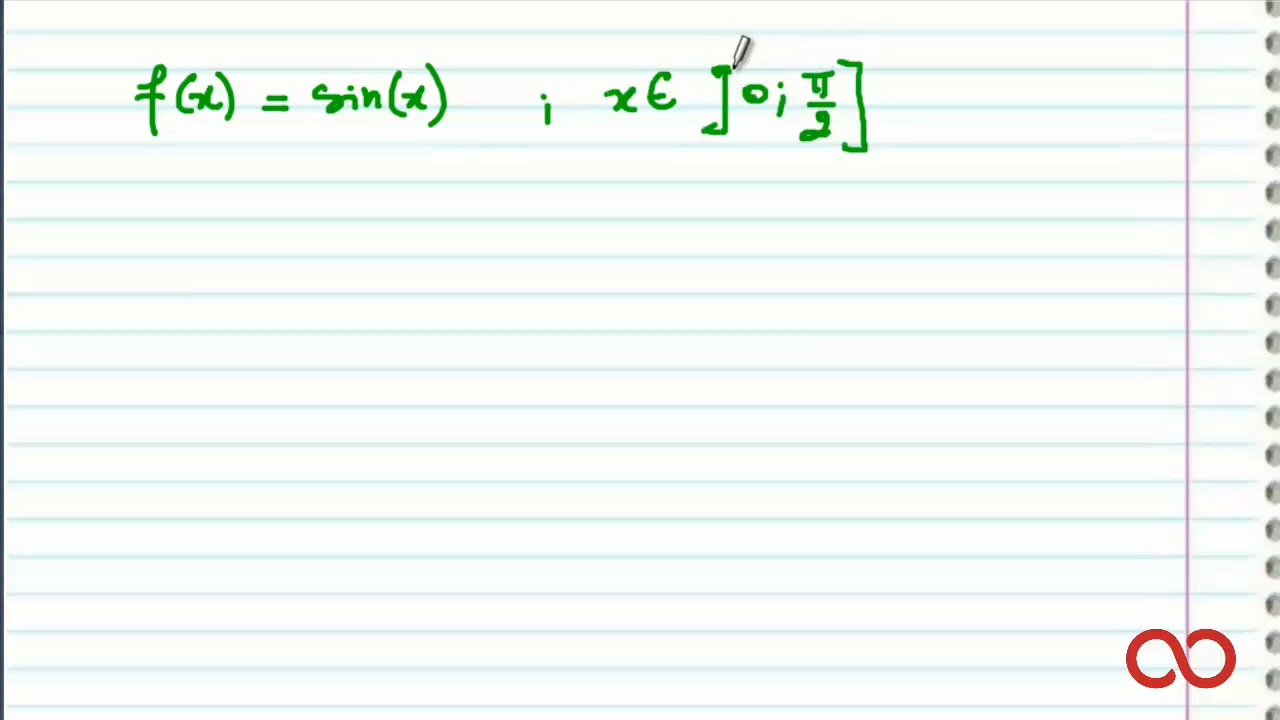 f(x) = sin(x) ; x ∈ ]0; π/2]